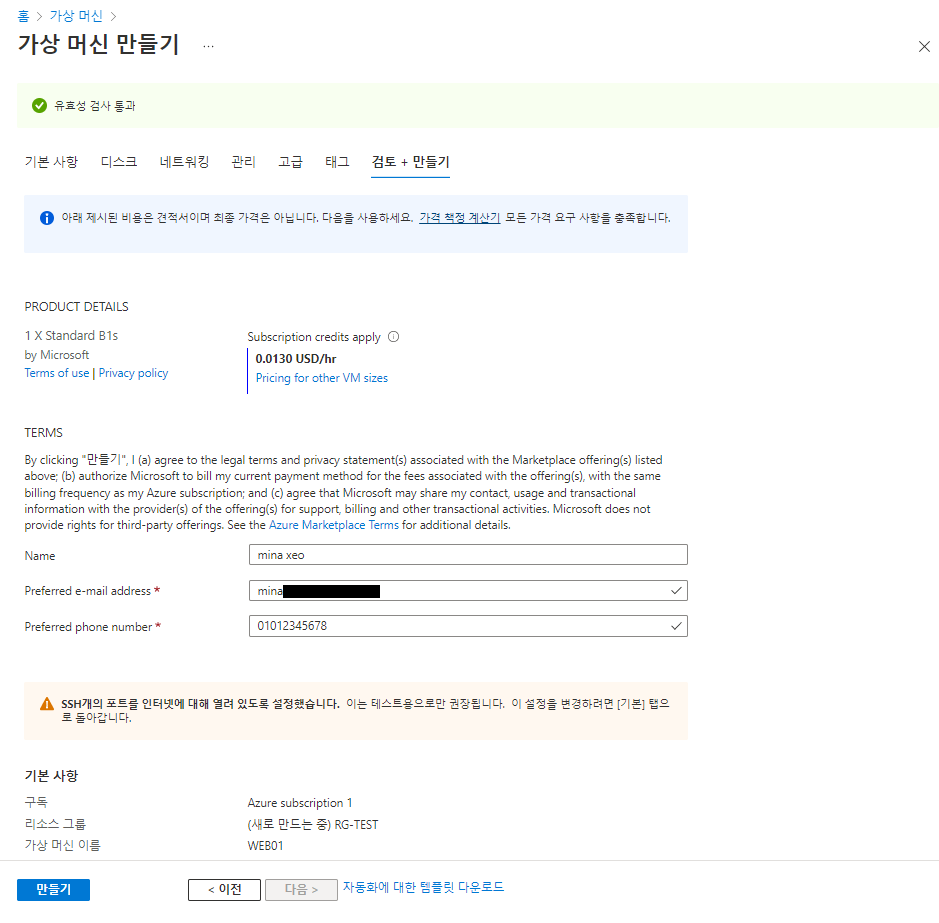 홈 > 가상 머신 >
가상 머신 만들기 ...
유효성 검사 통과
기본 사항 디스크 네트워킹 관리 고급 태그 검토 + 만들기
아래 제시된 비용은 견적서이며 최종 가격은 아닙니다. 다음을 사용하세요. 가격 책정 계산기 모든 가격 요구 사항을 충족합니다.
PRODUCT DETAILS
1 X Standard B1s
by Microsoft
Terms of use | Privacy policy
Subscription credits apply
0.0130 USD/hr
Pricing for other VM sizes
TERMS
By clicking "만들기", I (a) agree to the legal terms and privacy statement(s) associated with the Marketplace offering(s) listed
above; (b) authorize Microsoft to bill my current payment method for the fees associated with the offering(s), with the same
billing frequency as my Azure subscription; and (c) agree that Microsoft may share my contact, usage and transactional
information with the provider(s) of the offering(s) for support, billing and other transactional activities. Microsoft does not
provide rights for third-party offerings. See the Azure Marketplace Terms for additional details.
Name mina xeo
Preferred e-mail address * mina
Preferred phone number * 01012345678
SSH개의 포트를 인터넷에 대해 열려 있도록 설정했습니다. 이는 테스트용으로만 권장됩니다. 이 설정을 변경하려면 [기본] 탭으
로 돌아갑니다.
기본 사항
구독 Azure subscription 1
리소스 그룹 (새로 만드는 중) RG-TEST
가상 머신 이름 WEB01
만들기 < 이전 다음 > 자동화에 대한 템플릿 다운로드